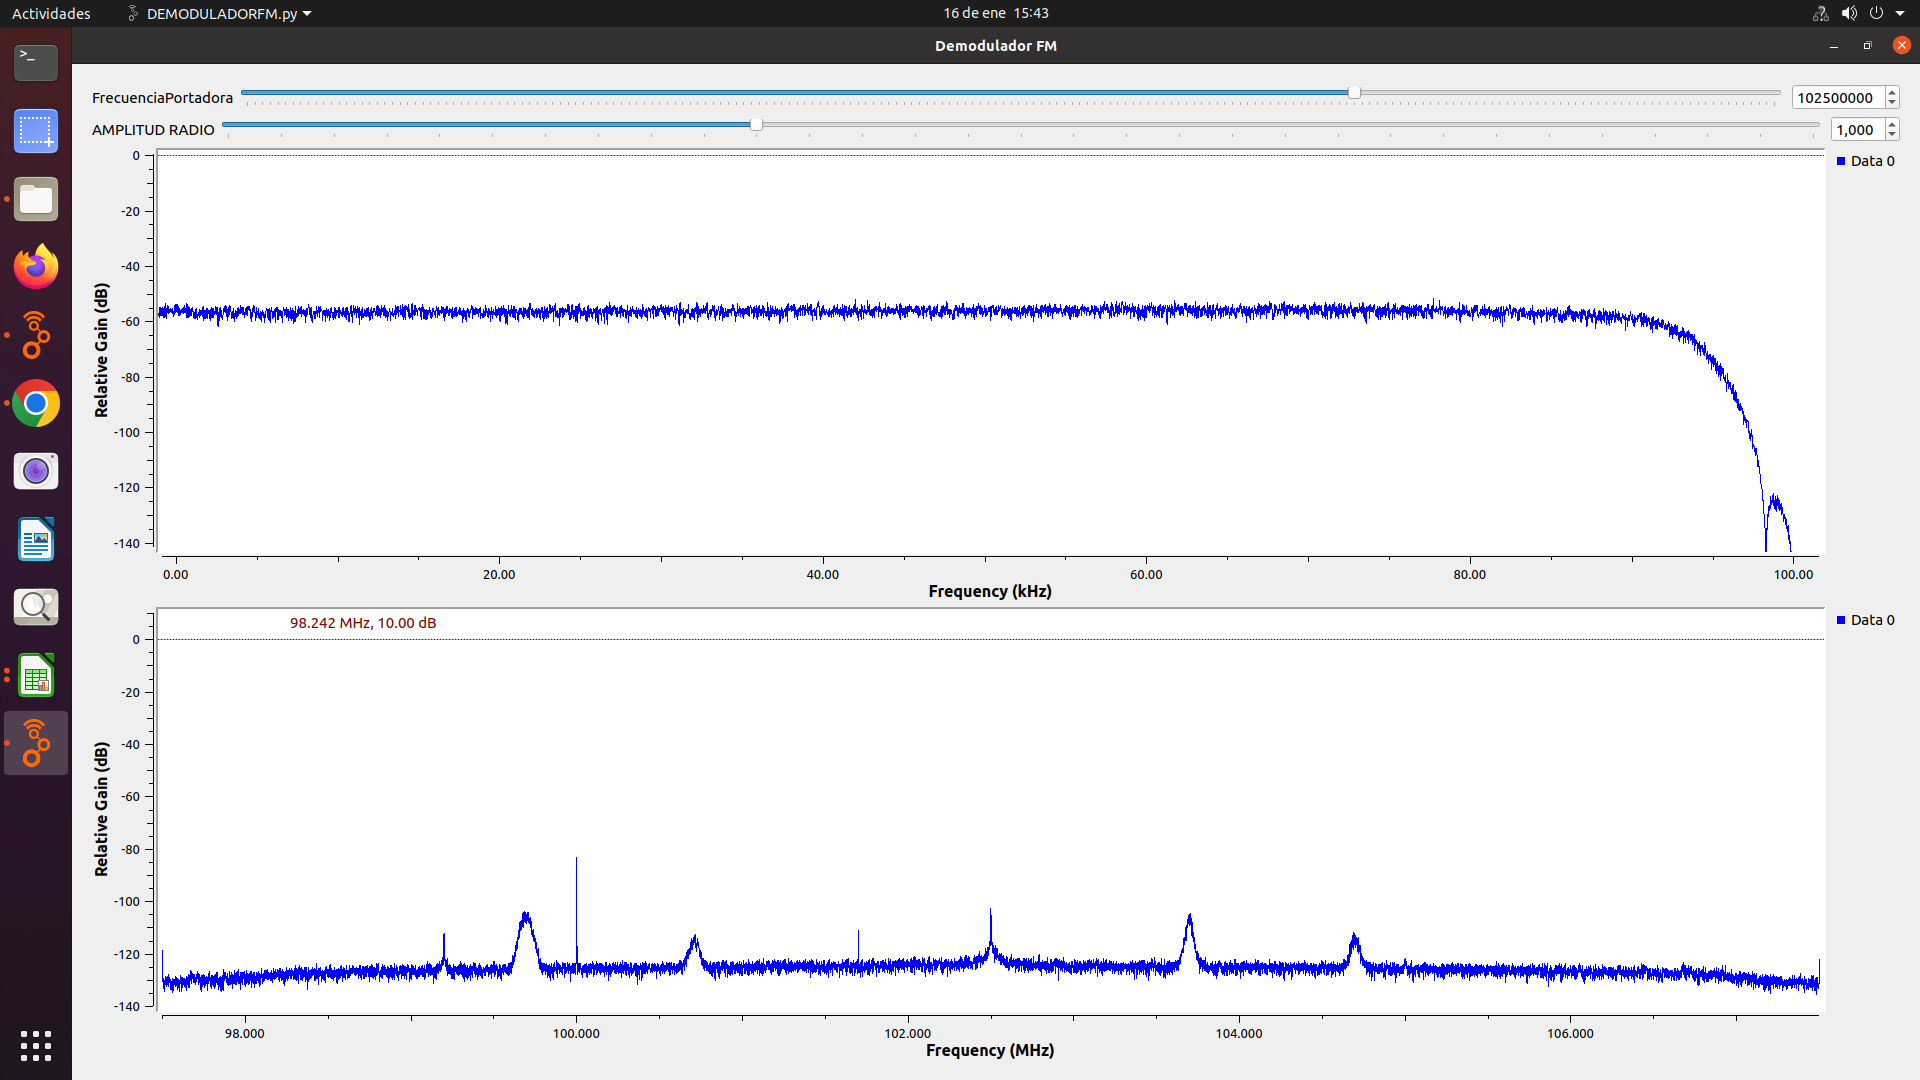 Actividades DEMODULADORFM.py 16 de ene 15:43
Demodulador FM
>_
FrecuenciaPortadora 102500000
AMPLITUD RADIO 1,000
Data 0
0
-20
-40
-60
-80
-100
-120
-140
Relative Gain (dB)
0.00 20.00 40.00 60.00 80.00 100.00
Frequency (kHz)
98.242 MHz, 10.00 dB
Data 0
0
-20
-40
-60
-80
-100
-120
-140
Relative Gain (dB)
98.000 100.000 102.000 104.000 106.000
Frequency (MHz)